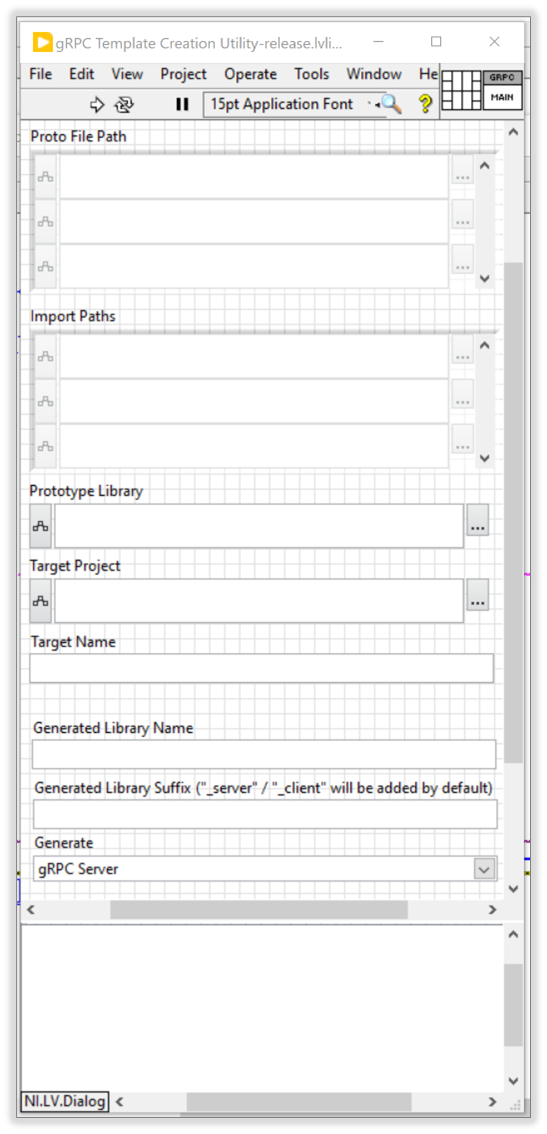 gRPC Template Creation Utility-release.lvli...
File Edit View Project Operate Tools Window He
GRPC
MAIN
15pt Application Font
?
Proto File Path
...
...
...
Import Paths
...
...
...
Prototype Library
...
Target Project
...
Target Name
Generated Library Name
Generated Library Suffix ("_server" / "_client" will be added by default)
Generate
gRPC Server
NI.LV.Dialog